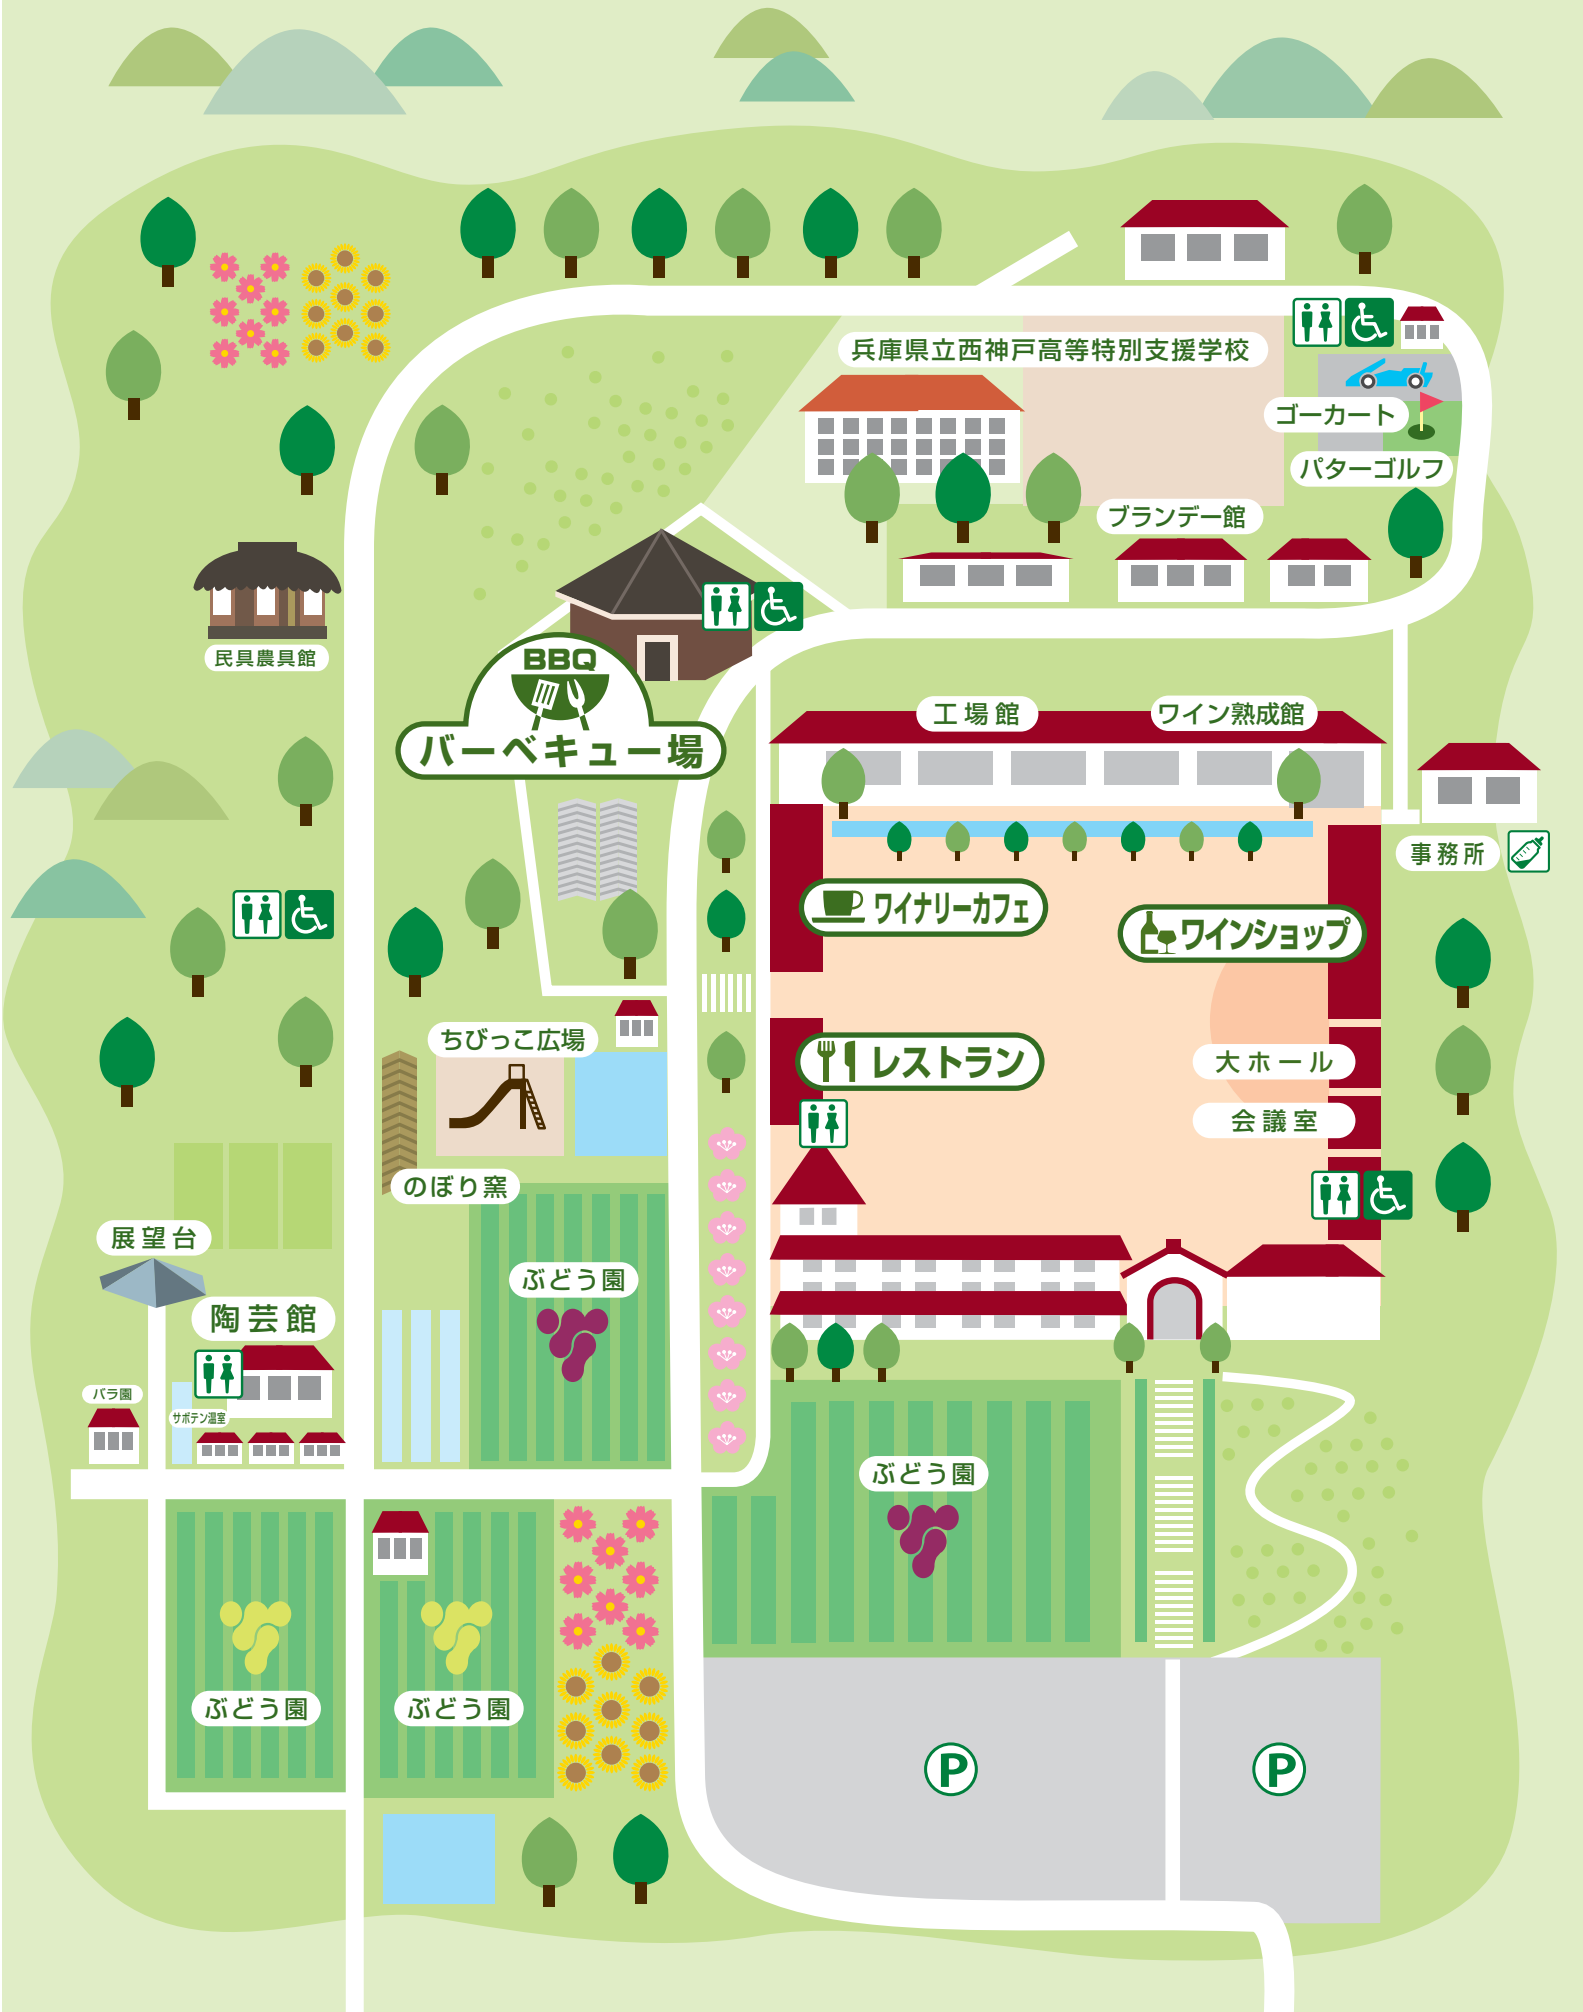 兵庫県立西神戸高等特別支援学校
ゴーカート
パターゴルフ
ブランデー館
民具農具館
BBQ
バーベキュー場
工場館
ワイン熟成館
事務所
ワイナリーカフェ
ワインショップ
ちびっこ広場
レストラン
大ホール
会議室
のぼり窯
展望台
ぶどう園
陶芸館
バラ園
サボテン温室
ぶどう園
ぶどう園
ぶどう園
P
P